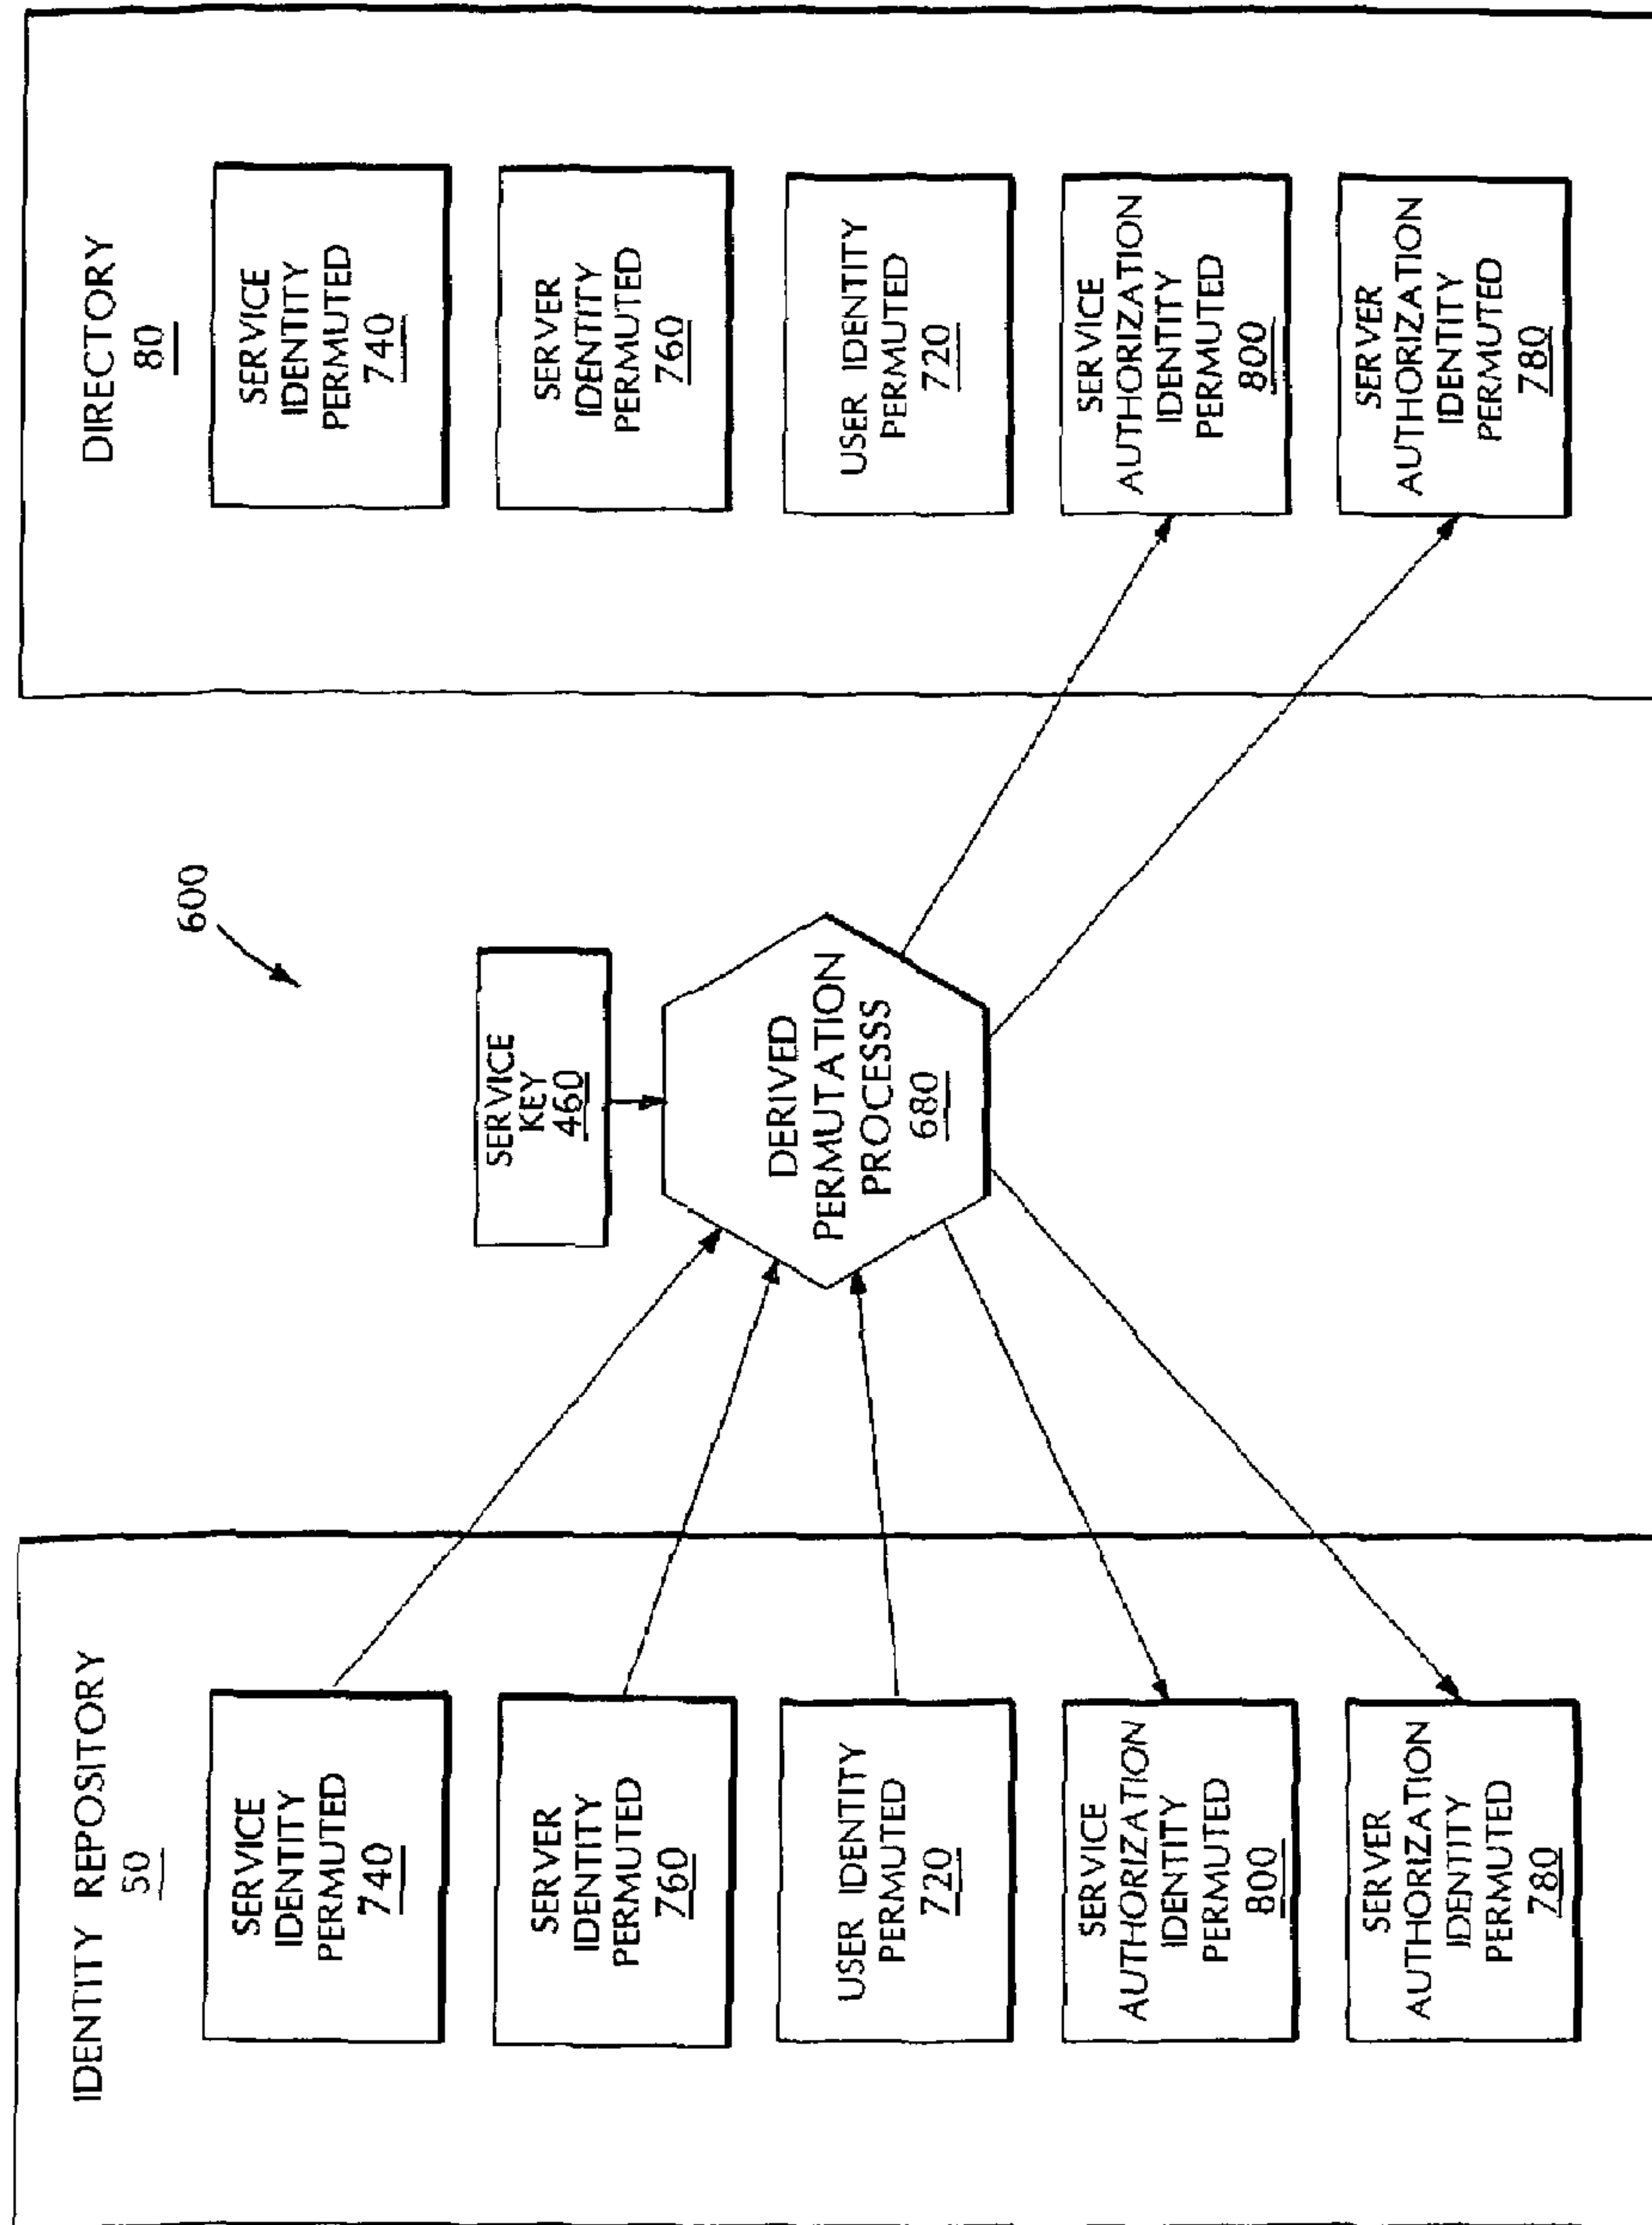 600
IDENTITY REPOSITORY
50
SERVICE
IDENTITY
PERMUTED
740
SERVER
IDENTITY
PERMUTED
760
USER IDENTITY
PERMUTED
720
SERVICE
AUTHORIZATION
IDENTITY
PERMUTED
800
SERVER
AUTHORIZATION
IDENTITY
PERMUTED
780
SERVICE
KEY
460
DERIVED
PERMUTATION
PROCESSS
680
DIRECTORY
80
SERVICE
IDENTITY
PERMUTED
740
SERVER
IDENTITY
PERMUTED
760
USER IDENTITY
PERMUTED
720
SERVICE
AUTHORIZATION
IDENTITY
PERMUTED
800
SERVER
AUTHORIZATION
IDENTITY
PERMUTED
780